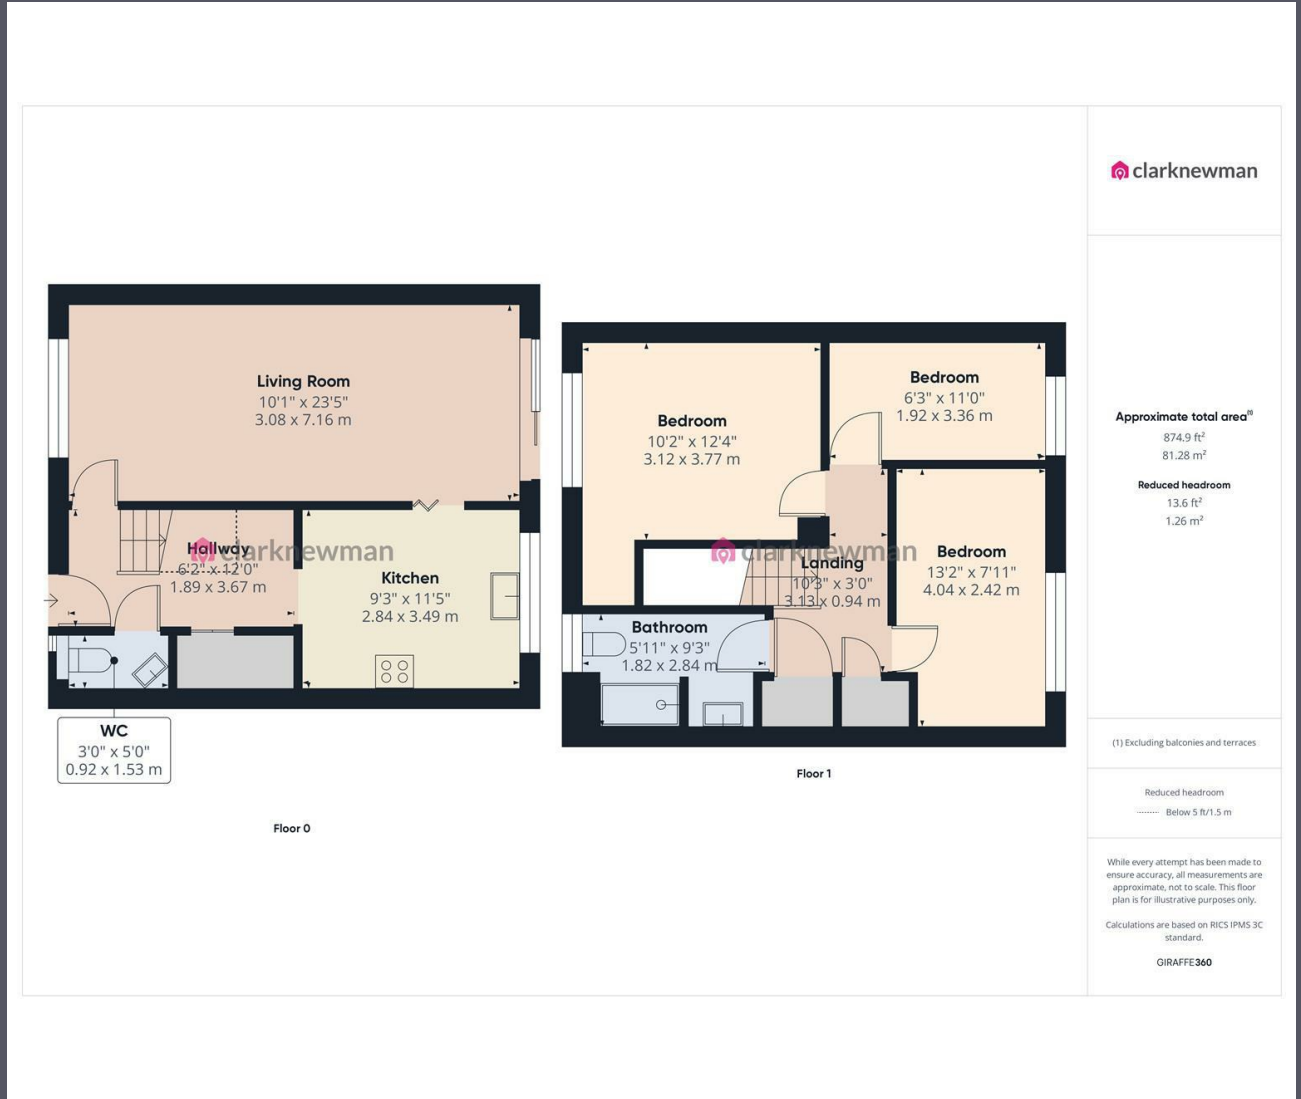 clarknewman
Living Room
10'1" x 23'5"
3.08 x 7.16 m
Hallway
6'2" x 12'0"
1.89 x 3.67 m
clarknewman
Kitchen
9'3" x 11'5"
2.84 x 3.49 m
WC
3'0" x 5'0"
0.92 x 1.53 m
Floor 0
Bedroom
10'2" x 12'4"
3.12 x 3.77 m
Bedroom
6'3" x 11'0"
1.92 x 3.36 m
clarknewman
Landing
10'3" x 3'0"
3.13 x 0.94 m
Bedroom
13'2" x 7'11"
4.04 x 2.42 m
Bathroom
5'11" x 9'3"
1.82 x 2.84 m
Floor 1
Approximate total area(1)
874.9 ft²
81.28 m²
Reduced headroom
13.6 ft²
1.26 m²
(1) Excluding balconies and terraces
Reduced headroom
Below 5 ft/1.5 m
While every attempt has been made to
ensure accuracy, all measurements are
approximate, not to scale. This floor
plan is for illustrative purposes only.
Calculations are based on RICS IPMS 3C
standard.
GIRAFFE360